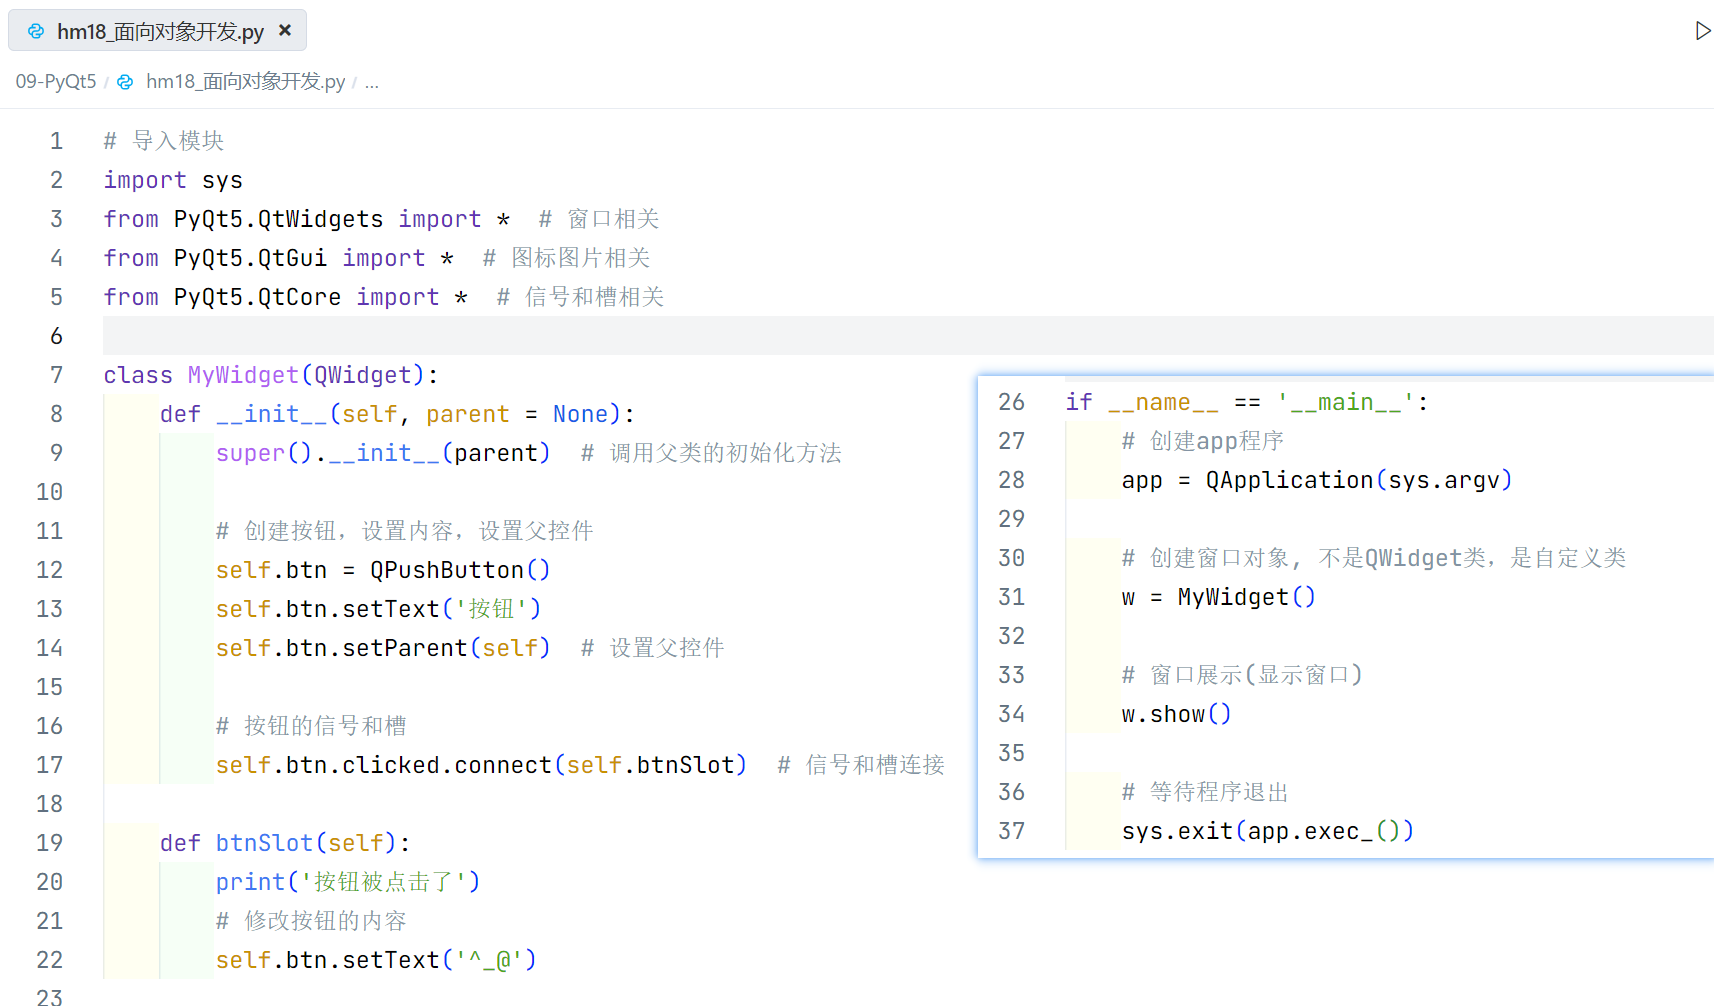 hm18_面向对象开发.py ×
09-PyQt5 / hm18_面向对象开发.py / ...
1 # 导入模块
2 import sys
3 from PyQt5.QtWidgets import *  # 窗口相关
4 from PyQt5.QtGui import *  # 图标图片相关
5 from PyQt5.QtCore import *  # 信号和槽相关
6
7 class MyWidget(QWidget):
8     def __init__(self, parent = None):
9         super().__init__(parent)  # 调用父类的初始化方法
10
11         # 创建按钮，设置内容，设置父控件
12         self.btn = QPushButton()
13         self.btn.setText('按钮')
14         self.btn.setParent(self)  # 设置父控件
15
16         # 按钮的信号和槽
17         self.btn.clicked.connect(self.btnSlot)  # 信号和槽连接
18
19     def btnSlot(self):
20         print('按钮被点击了')
21         # 修改按钮的内容
22         self.btn.setText('^_@')
23
26 if __name__ == '__main__':
27     # 创建app程序
28     app = QApplication(sys.argv)
29
30     # 创建窗口对象, 不是QWidget类，是自定义类
31     w = MyWidget()
32
33     # 窗口展示(显示窗口)
34     w.show()
35
36     # 等待程序退出
37     sys.exit(app.exec_())